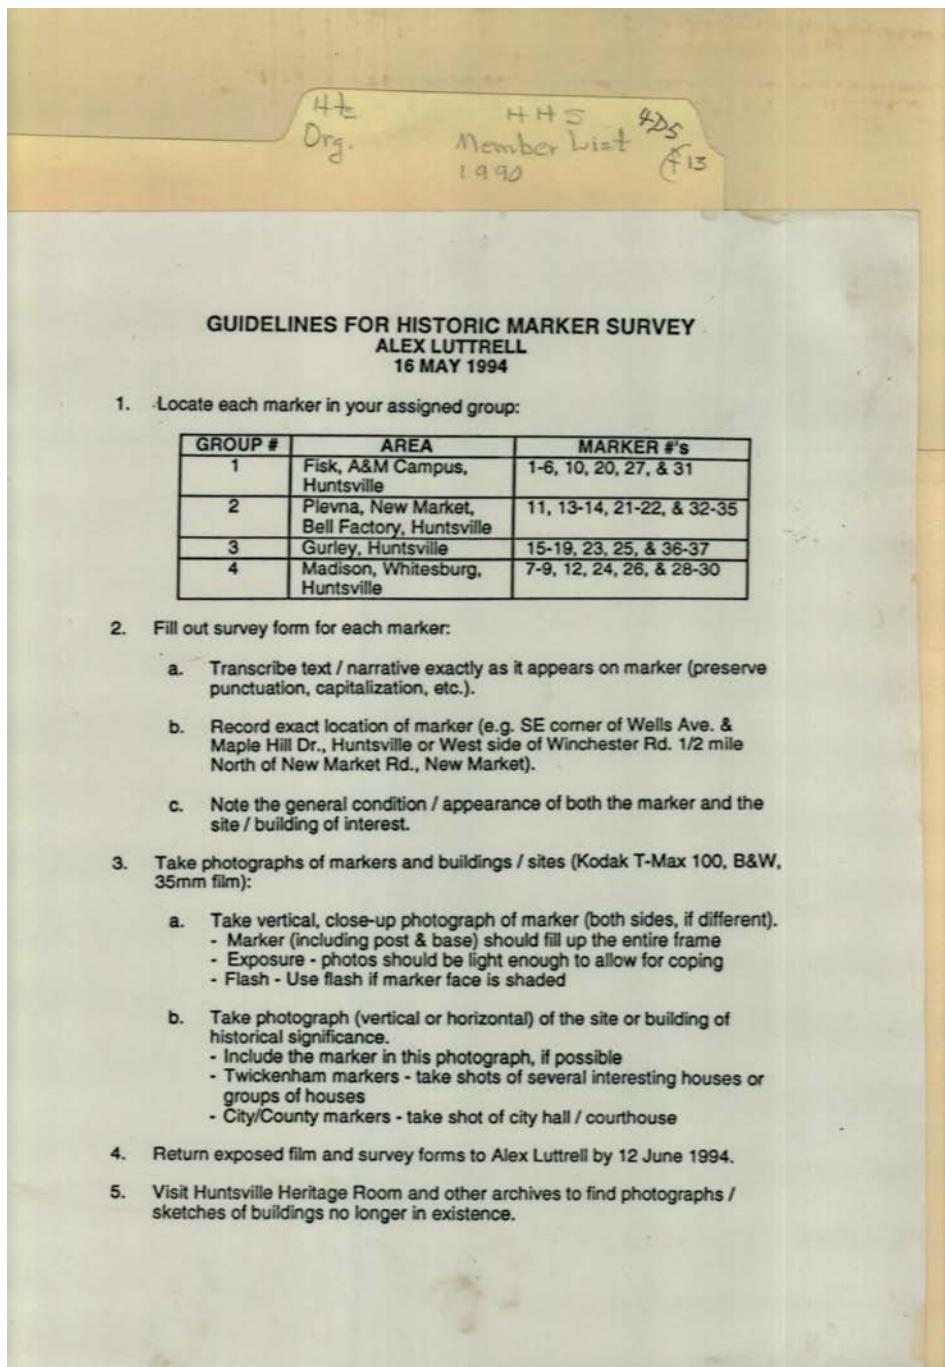 Hts
Org.
HHS
Member List
1990
4D5
f13
GUIDELINES FOR HISTORIC MARKER SURVEY
ALEX LUTTRELL
16 MAY 1994
1. Locate each marker in your assigned group:
GROUP # AREA MARKER #'s
1 Fisk, A&M Campus, 1-6, 10, 20, 27, & 31
Huntsville
2 Plevna, New Market, 11, 13-14, 21-22, & 32-35
Bell Factory, Huntsville
3 Gurley, Huntsville 15-19, 23, 25, & 36-37
4 Madison, Whitesburg, 7-9, 12, 24, 26, & 28-30
Huntsville
2. Fill out survey form for each marker:
a. Transcribe text / narrative exactly as it appears on marker (preserve
punctuation, capitalization, etc.).
b. Record exact location of marker (e.g. SE corner of Wells Ave. &
Maple Hill Dr., Huntsville or West side of Winchester Rd. 1/2 mile
North of New Market Rd., New Market).
c. Note the general condition / appearance of both the marker and the
site / building of interest.
3. Take photographs of markers and buildings / sites (Kodak T-Max 100, B&W,
35mm film):
a. Take vertical, close-up photograph of marker (both sides, if different).
- Marker (including post & base) should fill up the entire frame
- Exposure - photos should be light enough to allow for coping
- Flash - Use flash if marker face is shaded
b. Take photograph (vertical or horizontal) of the site or building of
historical significance.
- Include the marker in this photograph, if possible
- Twickenham markers - take shots of several interesting houses or
groups of houses
- City/County markers - take shot of city hall / courthouse
4. Return exposed film and survey forms to Alex Luttrell by 12 June 1994.
5. Visit Huntsville Heritage Room and other archives to find photographs /
sketches of buildings no longer in existence.